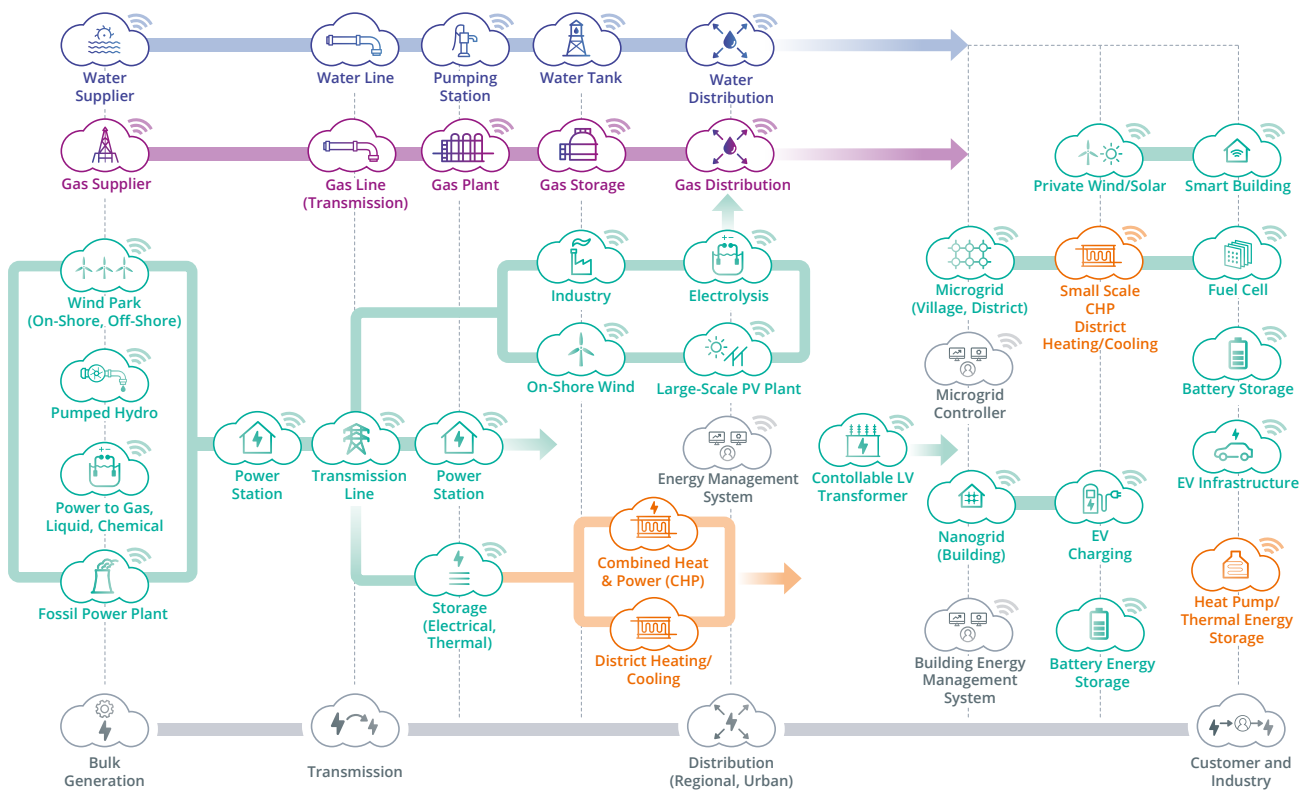 Water
Supplier
Water Line
Pumping
Station
Water Tank
Water
Distribution
Gas Supplier
Gas Line
(Transmission)
Gas Plant
Gas Storage
Gas Distribution
Private Wind/Solar
Smart Building
Wind Park
(On-Shore, Off-Shore)
Industry
Electrolysis
Microgrid
(Village, District)
Small Scale
CHP
District
Heating/Cooling
Fuel Cell
Pumped Hydro
On-Shore Wind
Large-Scale PV Plant
Microgrid
Controller
Battery Storage
Power to Gas,
Liquid, Chemical
Power
Station
Transmission
Line
Power
Station
Energy Management
System
Controllable LV
Transformer
EV Infrastructure
Nanogrid
(Building)
EV
Charging
Fossil Power Plant
Storage
(Electrical,
Thermal)
Combined Heat
& Power (CHP)
District Heating/
Cooling
Heat Pump/
Thermal Energy
Storage
Building Energy
Management
System
Battery Energy
Storage
Bulk
Generation
Transmission
Distribution
(Regional, Urban)
Customer and
Industry